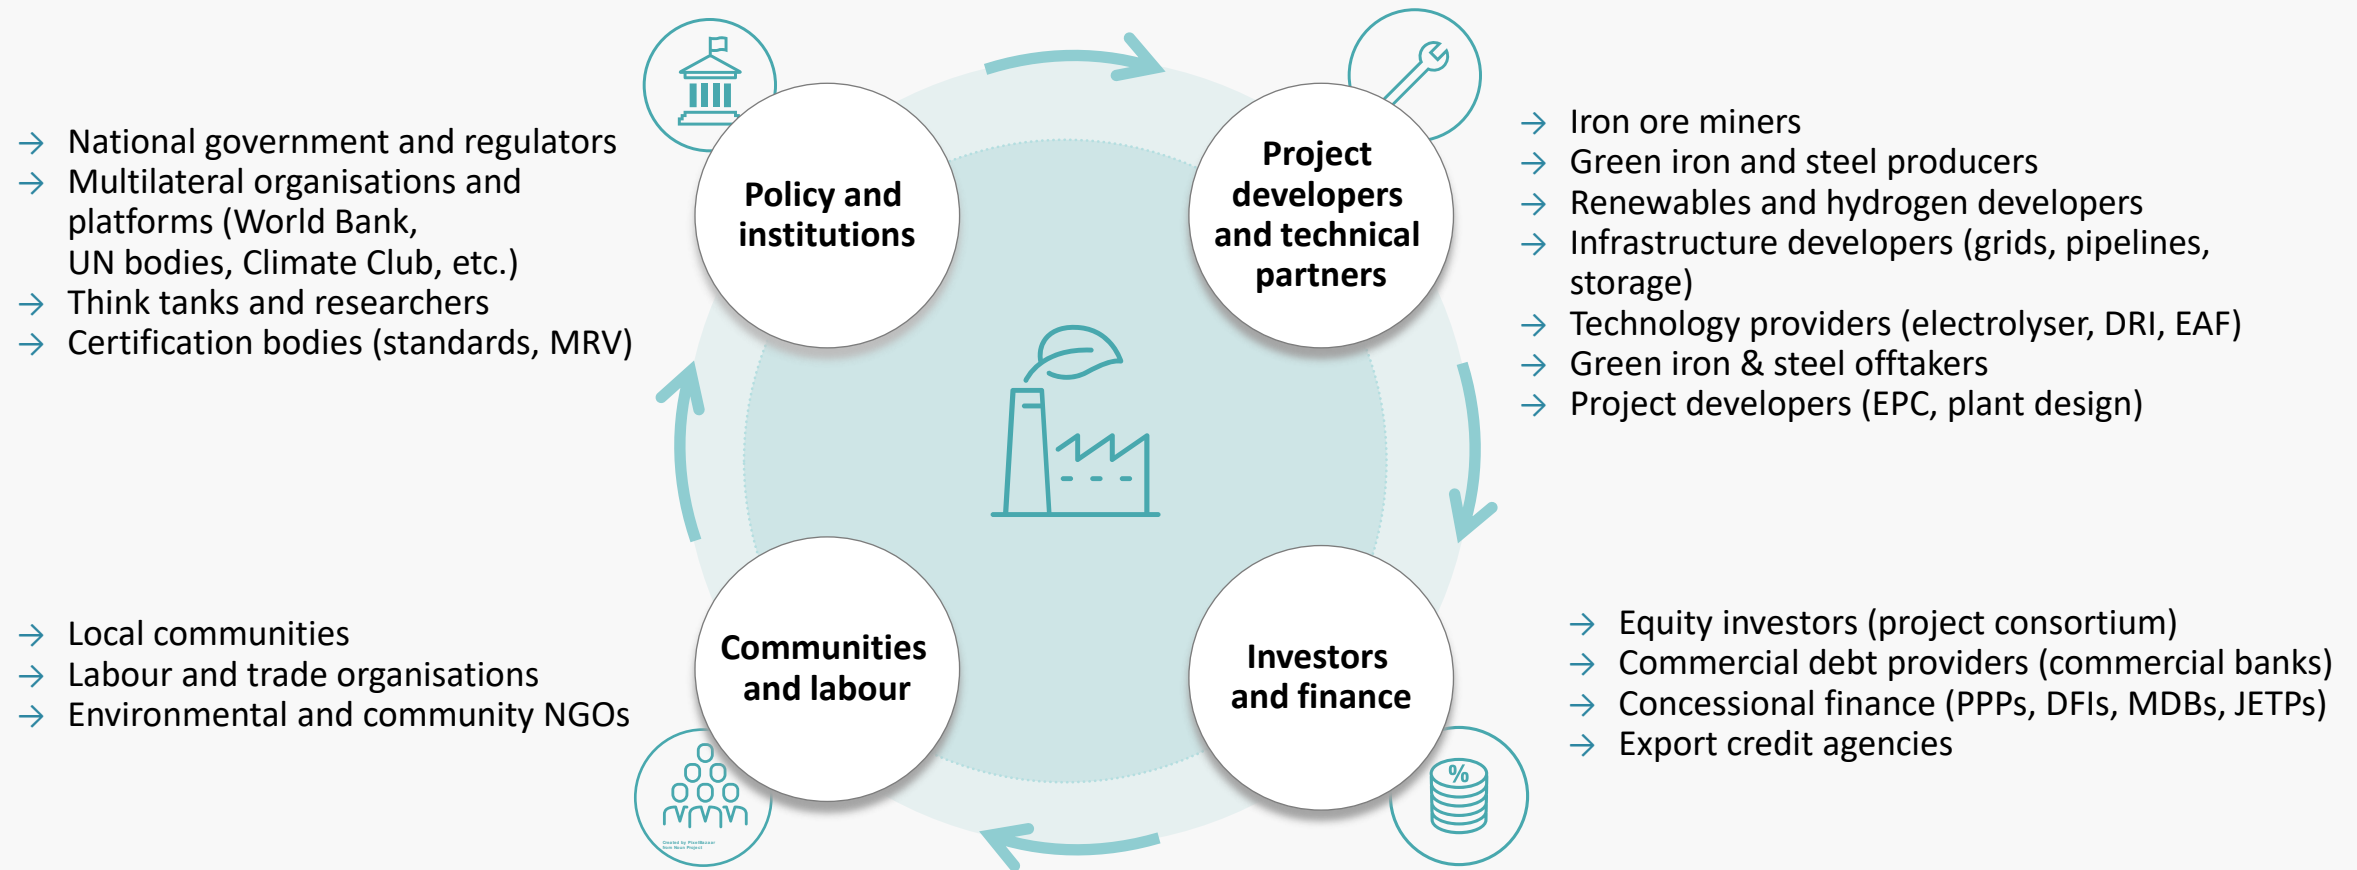 Policy and
institutions
→ National government and regulators
→ Multilateral organisations and
platforms (World Bank,
UN bodies, Climate Club, etc.)
→ Think tanks and researchers
→ Certification bodies (standards, MRV)
Project
developers
and technical
partners
→ Iron ore miners
→ Green iron and steel producers
→ Renewables and hydrogen developers
→ Infrastructure developers (grids, pipelines,
storage)
→ Technology providers (electrolyser, DRI, EAF)
→ Green iron & steel offtakers
→ Project developers (EPC, plant design)
Communities
and labour
→ Local communities
→ Labour and trade organisations
→ Environmental and community NGOs
Created by
from Noun Project
Investors
and finance
→ Equity investors (project consortium)
→ Commercial debt providers (commercial banks)
→ Concessional finance (PPPs, DFIs, MDBs, JETPs)
→ Export credit agencies
%